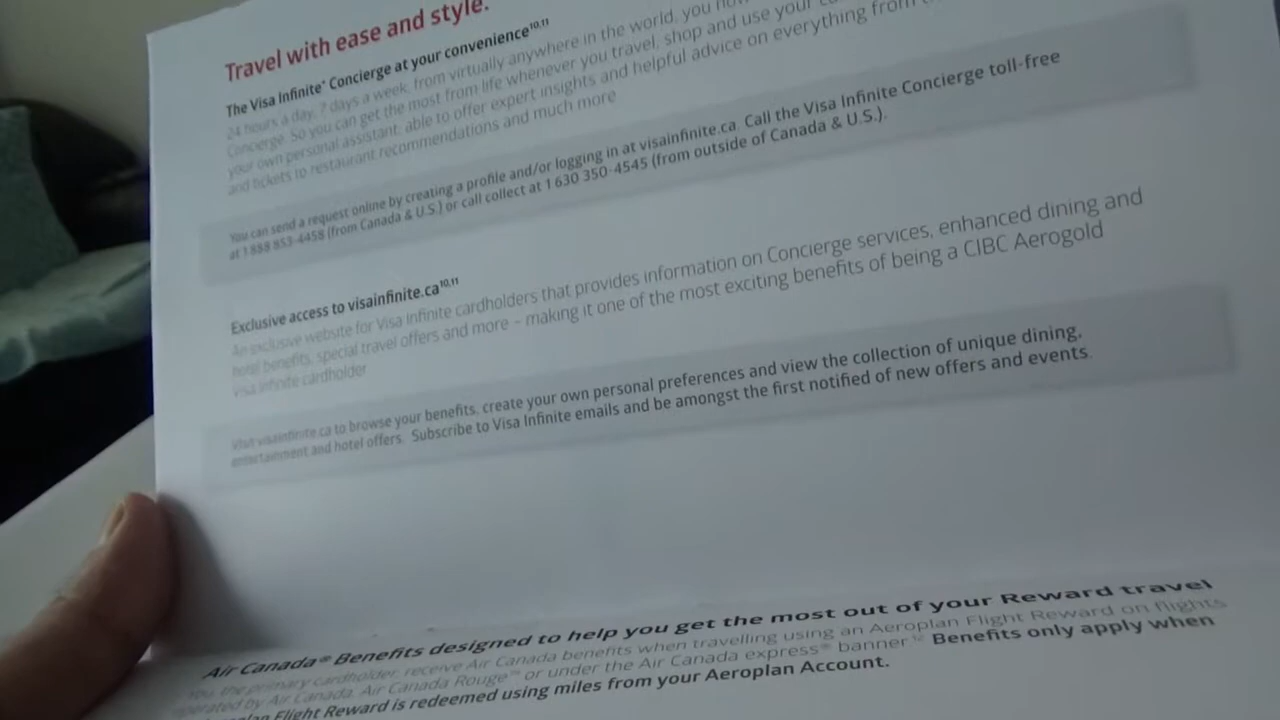 Travel with ease and style.
The Visa Infinite* Concierge at your convenience10,11
24 hours a day, 7 days a week, from virtually anywhere in the world, you now
Concierge. So you can get the most from life whenever you travel, shop and use your
your own personal assistant, able to offer expert insights and helpful advice on everything from
and tickets to restaurant recommendations and much more
You can send a request online by creating a profile and/or logging in at visainfinite.ca. Call the Visa Infinite Concierge toll-free
at 1 888 853-4458 (from Canada & U.S.) or call collect at 1 630 350-4545 (from outside of Canada & U.S.).
Exclusive access to visainfinite.ca10,11
An exclusive website for Visa Infinite cardholders that provides information on Concierge services, enhanced dining and
hotel benefits, special travel offers and more – making it one of the most exciting benefits of being a CIBC Aerogold
Visa Infinite cardholder
Visit visainfinite.ca to browse your benefits, create your own personal preferences and view the collection of unique dining,
entertainment and hotel offers. Subscribe to Visa Infinite emails and be amongst the first notified of new offers and events.
Air Canada® Benefits designed to help you get the most out of your Reward travel
You, the primary cardholder, receive Air Canada benefits when travelling using an Aeroplan Flight Reward on flights
operated by Air Canada, Air Canada Rouge™ or under the Air Canada express® banner. Benefits only apply when
Flight Reward is redeemed using miles from your Aeroplan Account.